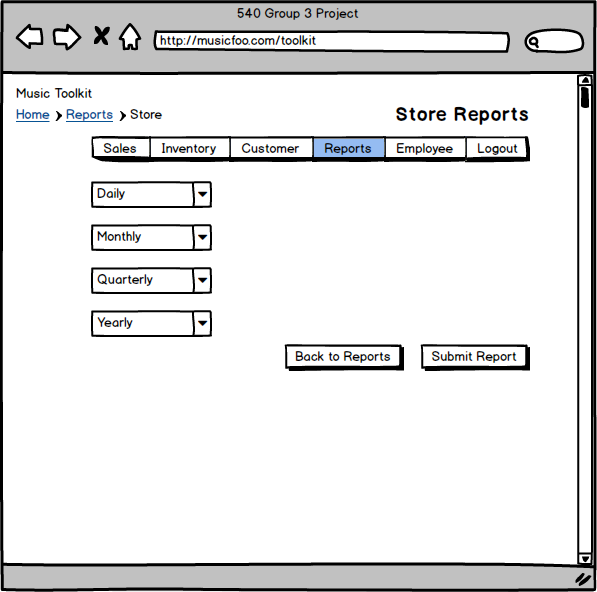 540 Group 3 Project
http://musicfoo.com/toolkit
Music Toolkit
Home Reports Store
Store Reports
Sales Inventory Customer Reports Employee Logout
Daily
Monthly
Quarterly
Yearly
Back to Reports Submit Report